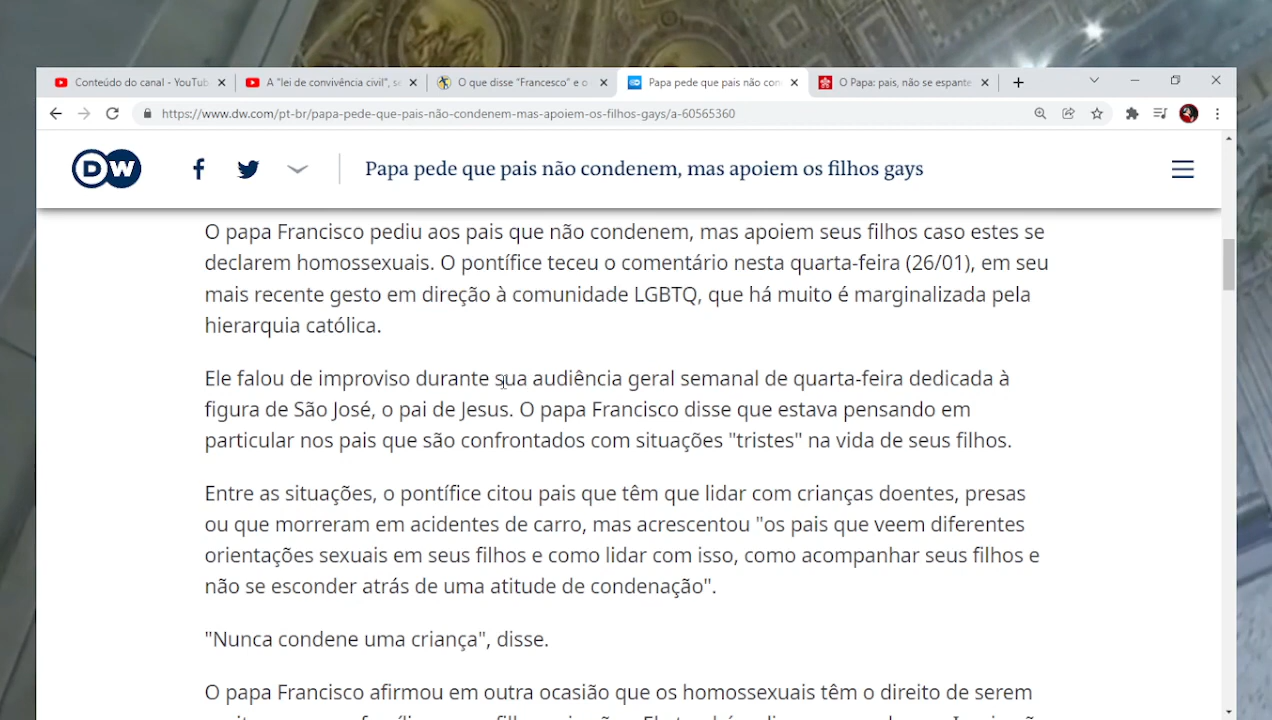 Conteúdo do canal - YouTub
A "lei de convivência civil", se
O que disse "Francesco" e o
Papa pede que pais não con
O Papa: pais, não se espante
https://www.dw.com/pt-br/papa-pede-que-pais-não-condenem-mas-apoiem-os-filhos-gays/a-60565360
DW
Papa pede que pais não condenem, mas apoiem os filhos gays
O papa Francisco pediu aos pais que não condenem, mas apoiem seus filhos caso estes se
declarem homossexuais. O pontífice teceu o comentário nesta quarta-feira (26/01), em seu
mais recente gesto em direção à comunidade LGBTQ, que há muito é marginalizada pela
hierarquia católica.
Ele falou de improviso durante sua audiência geral semanal de quarta-feira dedicada à
figura de São José, o pai de Jesus. O papa Francisco disse que estava pensando em
particular nos pais que são confrontados com situações "tristes" na vida de seus filhos.
Entre as situações, o pontífice citou pais que têm que lidar com crianças doentes, presas
ou que morreram em acidentes de carro, mas acrescentou "os pais que veem diferentes
orientações sexuais em seus filhos e como lidar com isso, como acompanhar seus filhos e
não se esconder atrás de uma atitude de condenação".
"Nunca condene uma criança", disse.
O papa Francisco afirmou em outra ocasião que os homossexuais têm o direito de serem